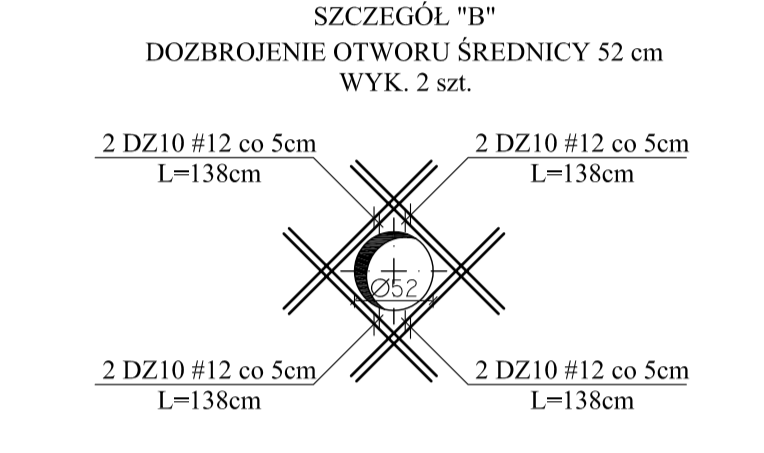 SZCZEGÓŁ "B"
DOZBROJENIE OTWORU ŚREDNICY 52 cm
WYK. 2 szt.
2 DZ10 #12 co 5cm
L=138cm
2 DZ10 #12 co 5cm
L=138cm
Ø52
2 DZ10 #12 co 5cm
L=138cm
2 DZ10 #12 co 5cm
L=138cm